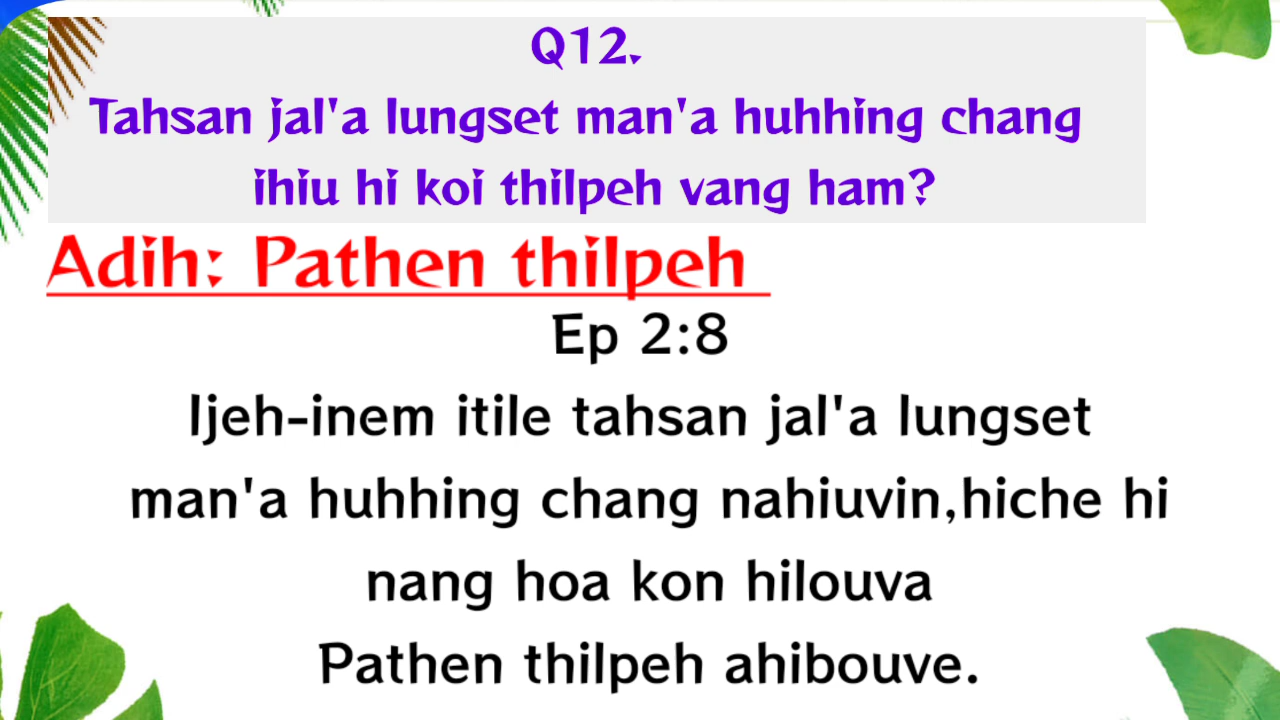 Q12.
Tahsan jal'a lungset man'a huhhing chang
ihiu hi koi thilpeh vang ham?
Adih: Pathen thilpeh
Ep 2:8
Ijeh-inem itile tahsan jal'a lungset
man'a huhhing chang nahiuvin,hiche hi
nang hoa kon hilouva
Pathen thilpeh ahibouve.